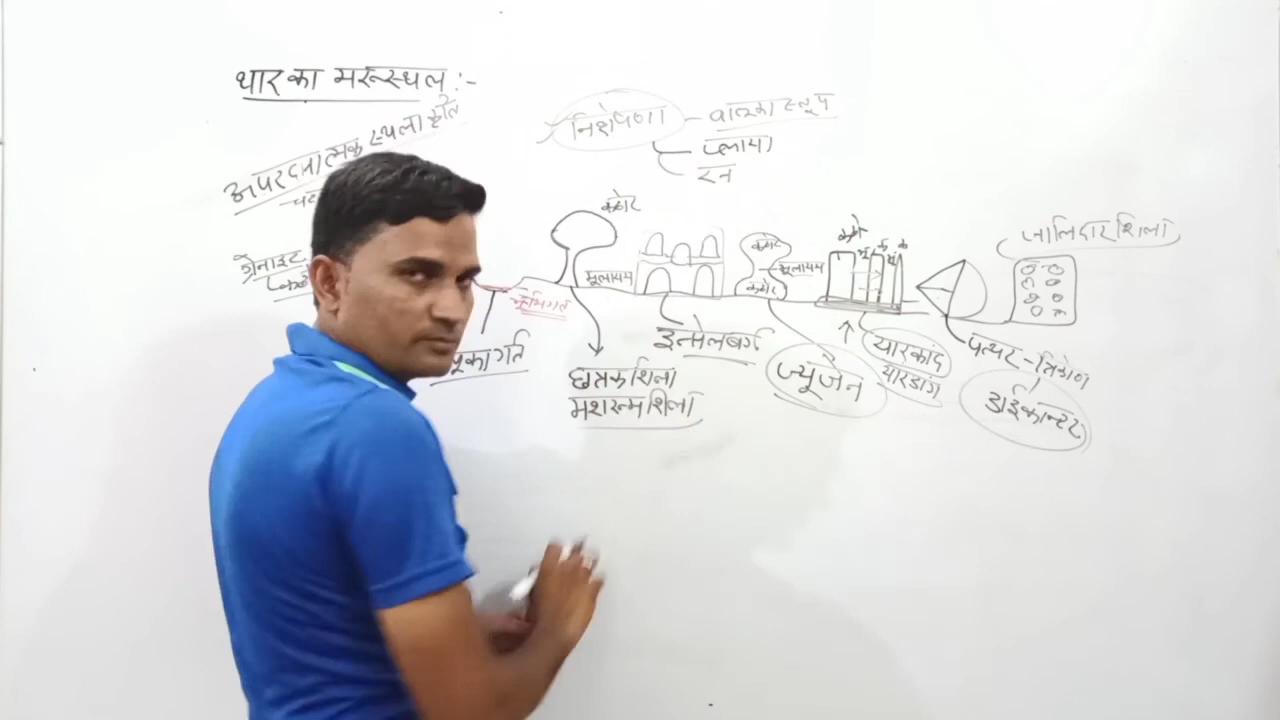 थार का मरूस्थल :-
अपरदनात्मक स्थलाकृति
निक्षेपण - बालुका स्तूप
प्लाया
रन
कठोर
मुलायम
कठोर
मुलायम
कठोर
जालिदार शिला
ग्रेनाइट
इन्सेलबर्ग
छत्रक शिला
मशरूम शिला
ज्यूजेन
यारकांद
यारडांग
पत्थर - त्रिकोण
ड्राईकान्टर